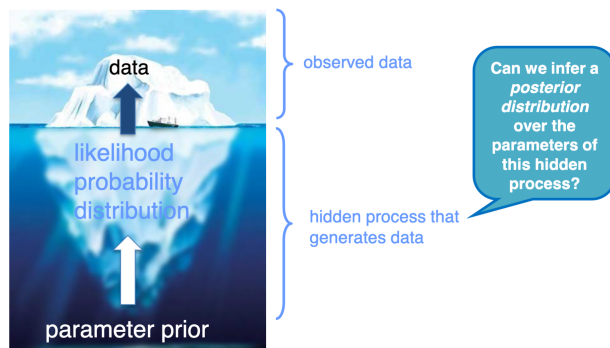 data
likelihood
probability
distribution
parameter prior
observed data
hidden process that
generates data
Can we infer a
posterior
distribution
over the
parameters of
this hidden
process?